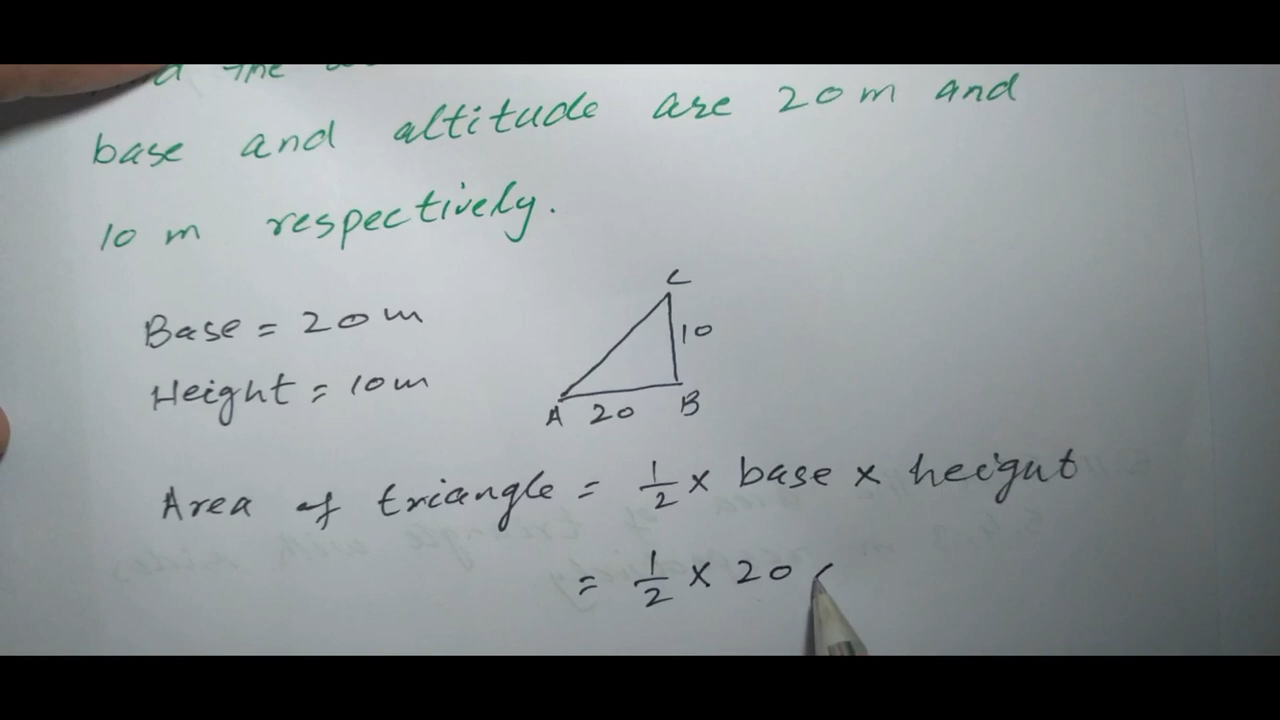 the
base and altitude are 20m and
10 m respectively.
Base = 20m
Height = 10m
C
10
A 20 B
Area of triangle = 1/2 x base x height
= 1/2 x 20